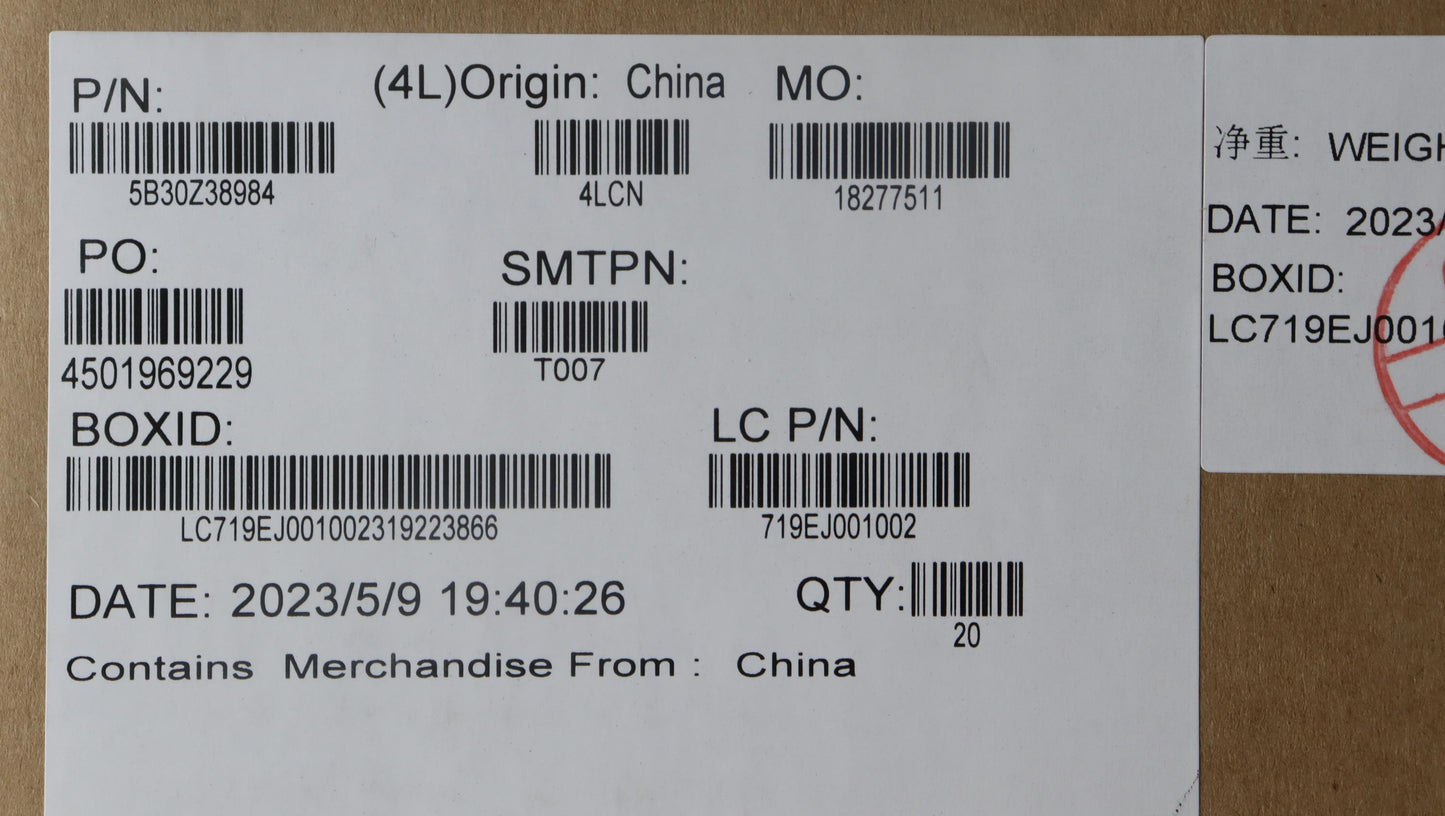 P/N:
(4L)Origin: China
MO:
5B30Z38984
4LCN
18277511
PO:
SMTPN:
4501969229
T007
BOXID:
LC P/N:
LC719EJ001002319223866
719EJ001002
DATE: 2023/5/9 19:40:26
QTY:
20
Contains Merchandise From : China
净重:
DATE: 2023/
BOXID:
LC719EJ001